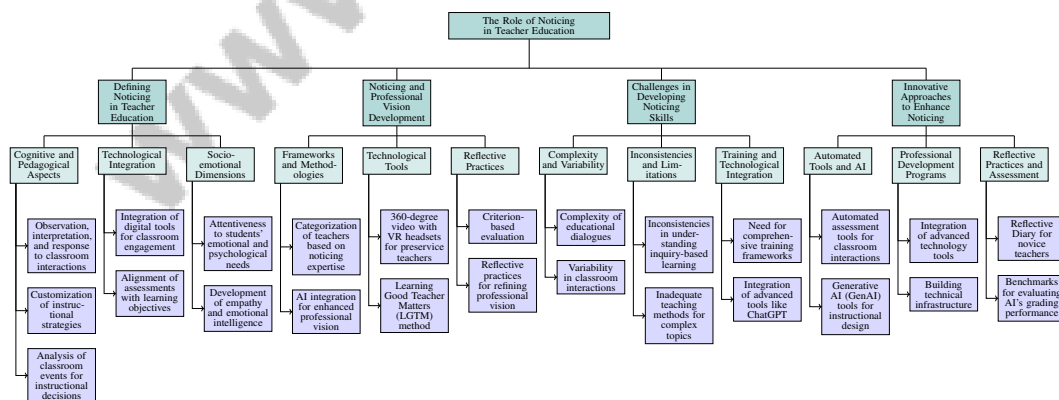 www
The Role of Noticing
in Teacher Education
Defining
Noticing
in Teacher
Education
Noticing and
Professional
Vision
Development
Challenges in
Developing
Noticing
Skills
Innovative
Approaches
to Enhance
Noticing
Cognitive and
Pedagogical
Aspects
Technological
Integration
Socio-
emotional
Dimensions
Frameworks
and Method-
ologies
Technological
Tools
Reflective
Practices
Complexity
and Variability
Inconsistencies
and Lim-
itations
Training and
Technological
Integration
Automated
Tools and AI
Professional
Development
Programs
Reflective
Practices and
Assessment
Observation,
interpretation,
and response
to classroom
interactions
Customization
of instruc-
tional
strategies
Analysis of
classroom
events for
instructional
decisions
Integration of
digital tools
for classroom
engagement
Alignment of
assessments
with learning
objectives
Attentiveness
to students'
emotional and
psychological
needs
Development
of empathy
and emotional
intelligence
Categorization
of teachers
based on
noticing
expertise
AI integration
for enhanced
professional
vision
360-degree
video with
VR headsets
for preservice
teachers
Learning
Good Teacher
Matters
(LGTM)
method
Criterion-
based
evaluation
Reflective
practices
for refining
professional
vision
Complexity of
educational
dialogues
Variability
in classroom
interactions
Inconsistencies
in under-
standing
inquiry-based
learning
Inadequate
teaching
methods for
complex
topics
Need for
comprehen-
sive training
frameworks
Integration
of advanced
tools like
ChatGPT
Automated
assessment
tools for
classroom
interactions
Generative
AI (GenAI)
tools for
instructional
design
Integration
of advanced
technology
tools
Building
technical
infrastructure
Reflective
Diary for
novice
teachers
Benchmarks
for evaluating
AI's grading
performance